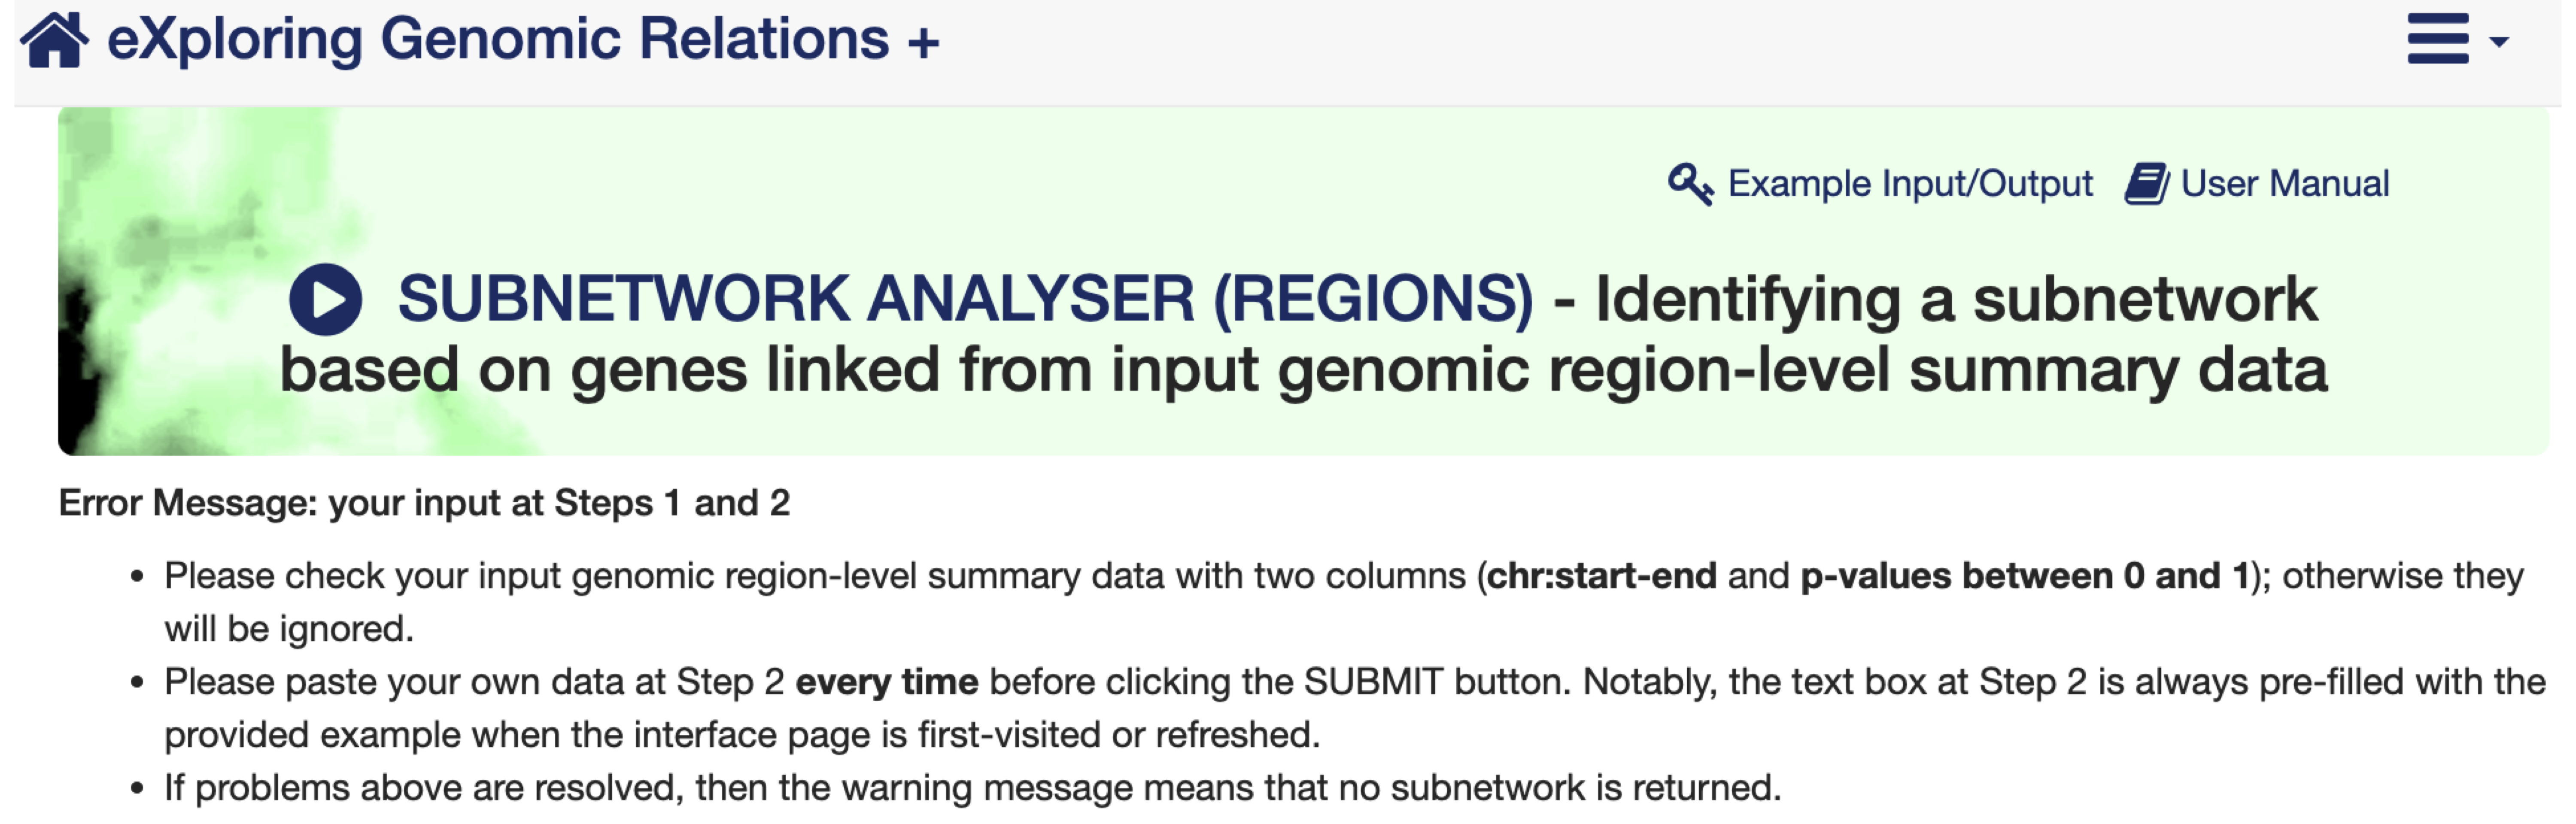 eXploring Genomic Relations +
Example Input/Output User Manual
SUBNETWORK ANALYSER (REGIONS) - Identifying a subnetwork
based on genes linked from input genomic region-level summary data
Error Message: your input at Steps 1 and 2
• Please check your input genomic region-level summary data with two columns (chr:start-end and p-values between 0 and 1); otherwise they
will be ignored.
• Please paste your own data at Step 2 every time before clicking the SUBMIT button. Notably, the text box at Step 2 is always pre-filled with the
provided example when the interface page is first-visited or refreshed.
• If problems above are resolved, then the warning message means that no subnetwork is returned.